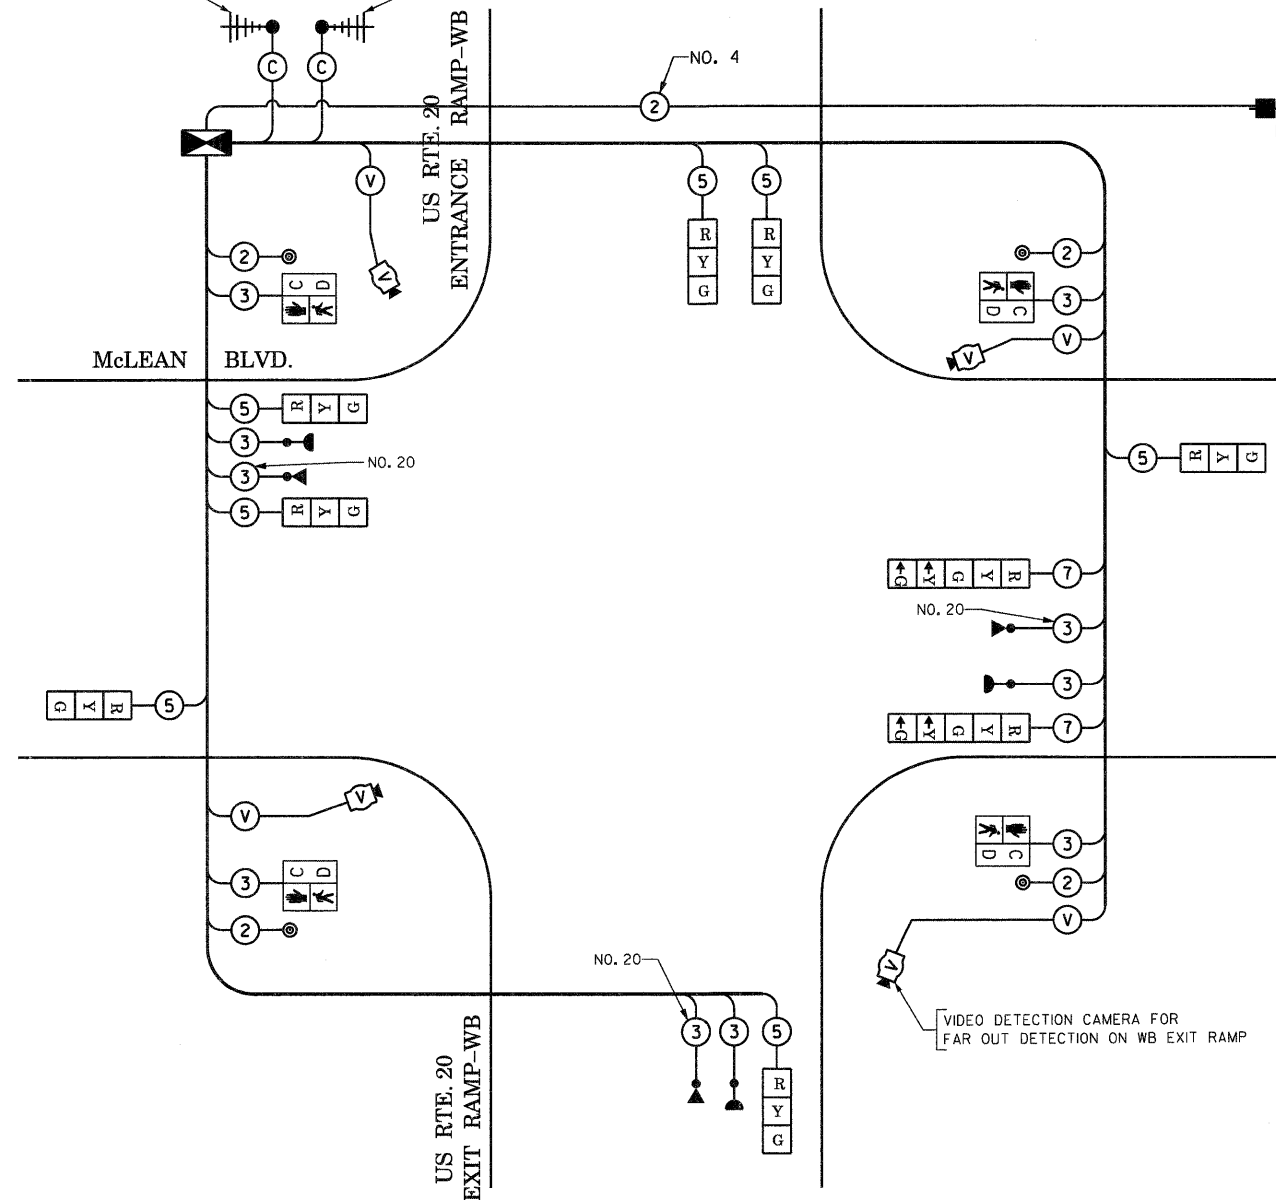 C C
NO. 4
2
US RTE. 20
ENTRANCE RAMP-WB
V
5 5
R R
Y Y
G G
2
3
C D
V
2
3
D C
V
V
McLEAN BLVD.
5 R Y G
3
3
NO. 20
5 R Y G
5 R Y G
G Y G Y R 7
NO. 20
3
3
G Y G Y R 7
G Y R 5
V
V
3
C D
2
D C
3
2
V
V
NO. 20
3 3 5
R
Y
G
VIDEO DETECTION CAMERA FOR
FAR OUT DETECTION ON WB EXIT RAMP
US RTE. 20
EXIT RAMP-WB